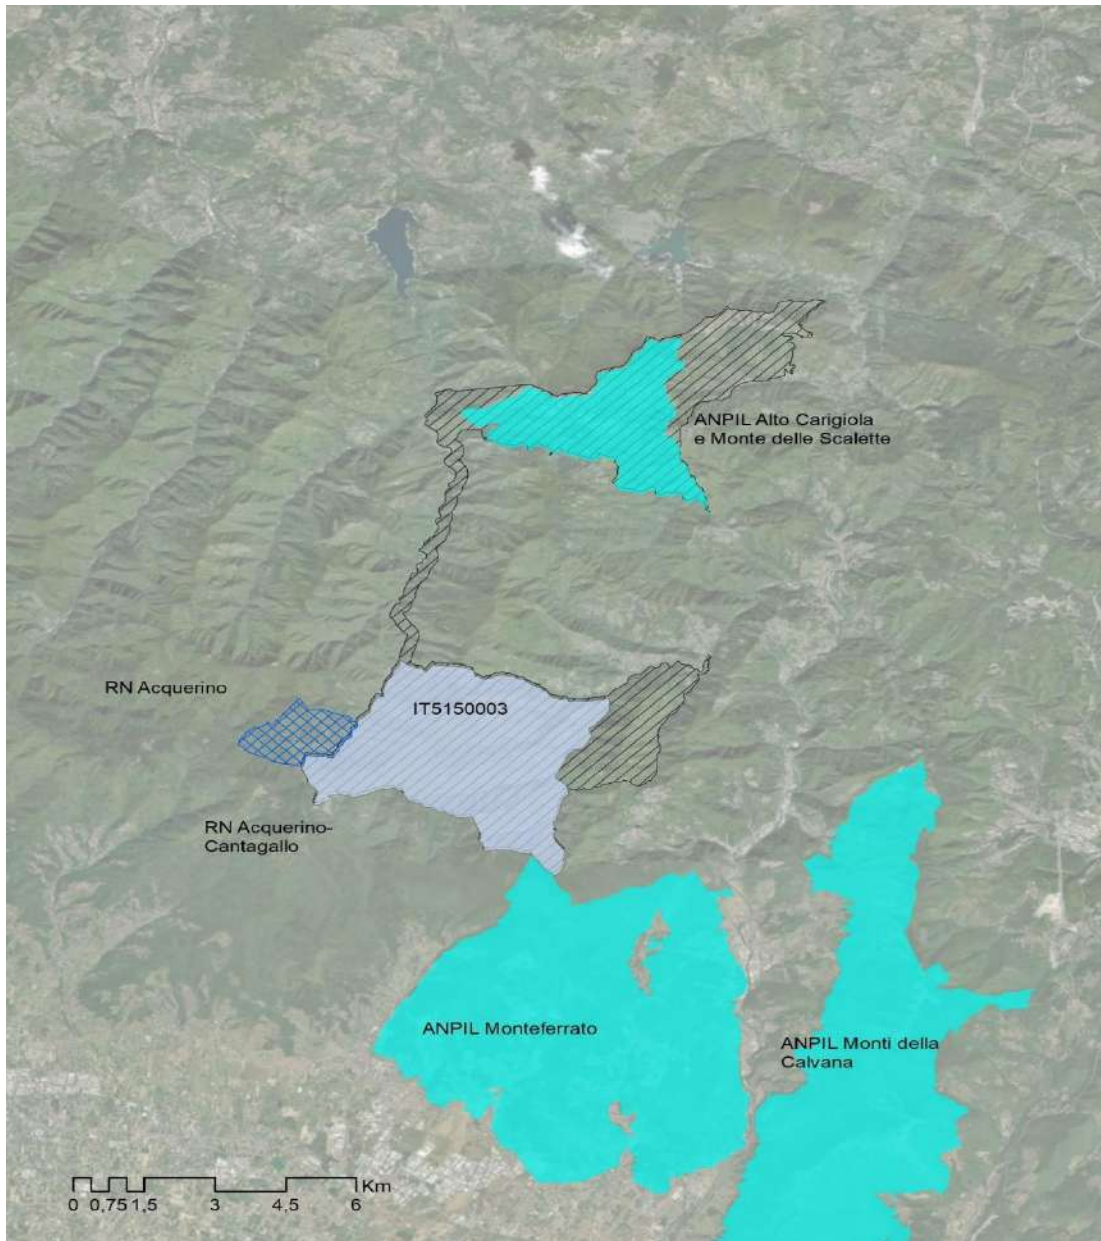 ANPIL Alto Carigiola
e Monte delle Scalette
RN Acquerino
IT5150003
RN Acquerino-
Cantagallo
ANPIL Monteferrato
ANPIL Monti della
Calvana
Km
0 0,75 1,5 3 4,5 6